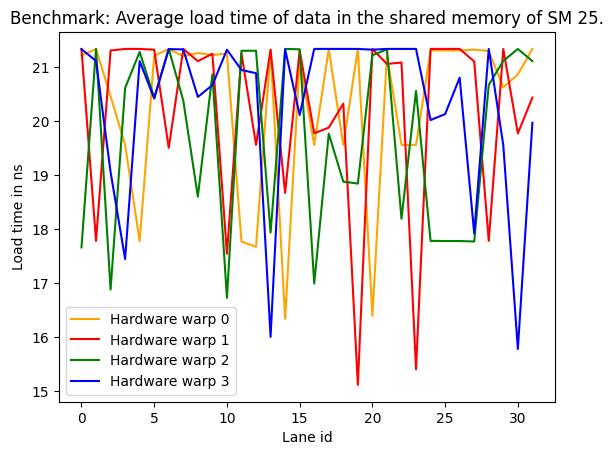 Benchmark: Average load time of data in the shared memory of SM 25.
Load time in ns
21
20
19
18
17
16
15
Hardware warp 0
Hardware warp 1
Hardware warp 2
Hardware warp 3
0 5 10 15 20 25 30
Lane id